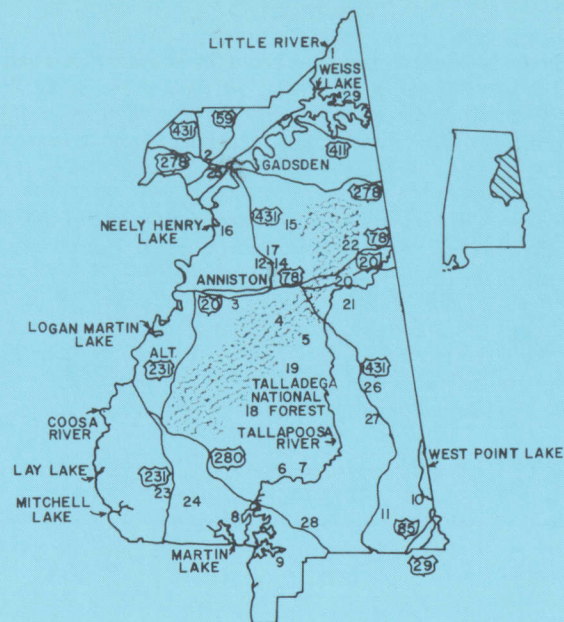 LITTLE RIVER
1
WEISS
LAKE
29
59
431
2
278
25
GADSDEN
411
278
NEELY HENRY
LAKE
16
431
15
22
78
17
12 14
20
ANNISTON
78
20
20
3
21
LOGAN MARTIN
LAKE
4
5
ALT.
231
19
431
26
TALLADEGA
NATIONAL
18 FOREST
27
COOSA
RIVER
TALLAPOOSA
RIVER
280
WEST POINT LAKE
LAY LAKE
231
23
6 7
24
10
MITCHELL
LAKE
8
11
85
28
MARTIN
LAKE
9
29